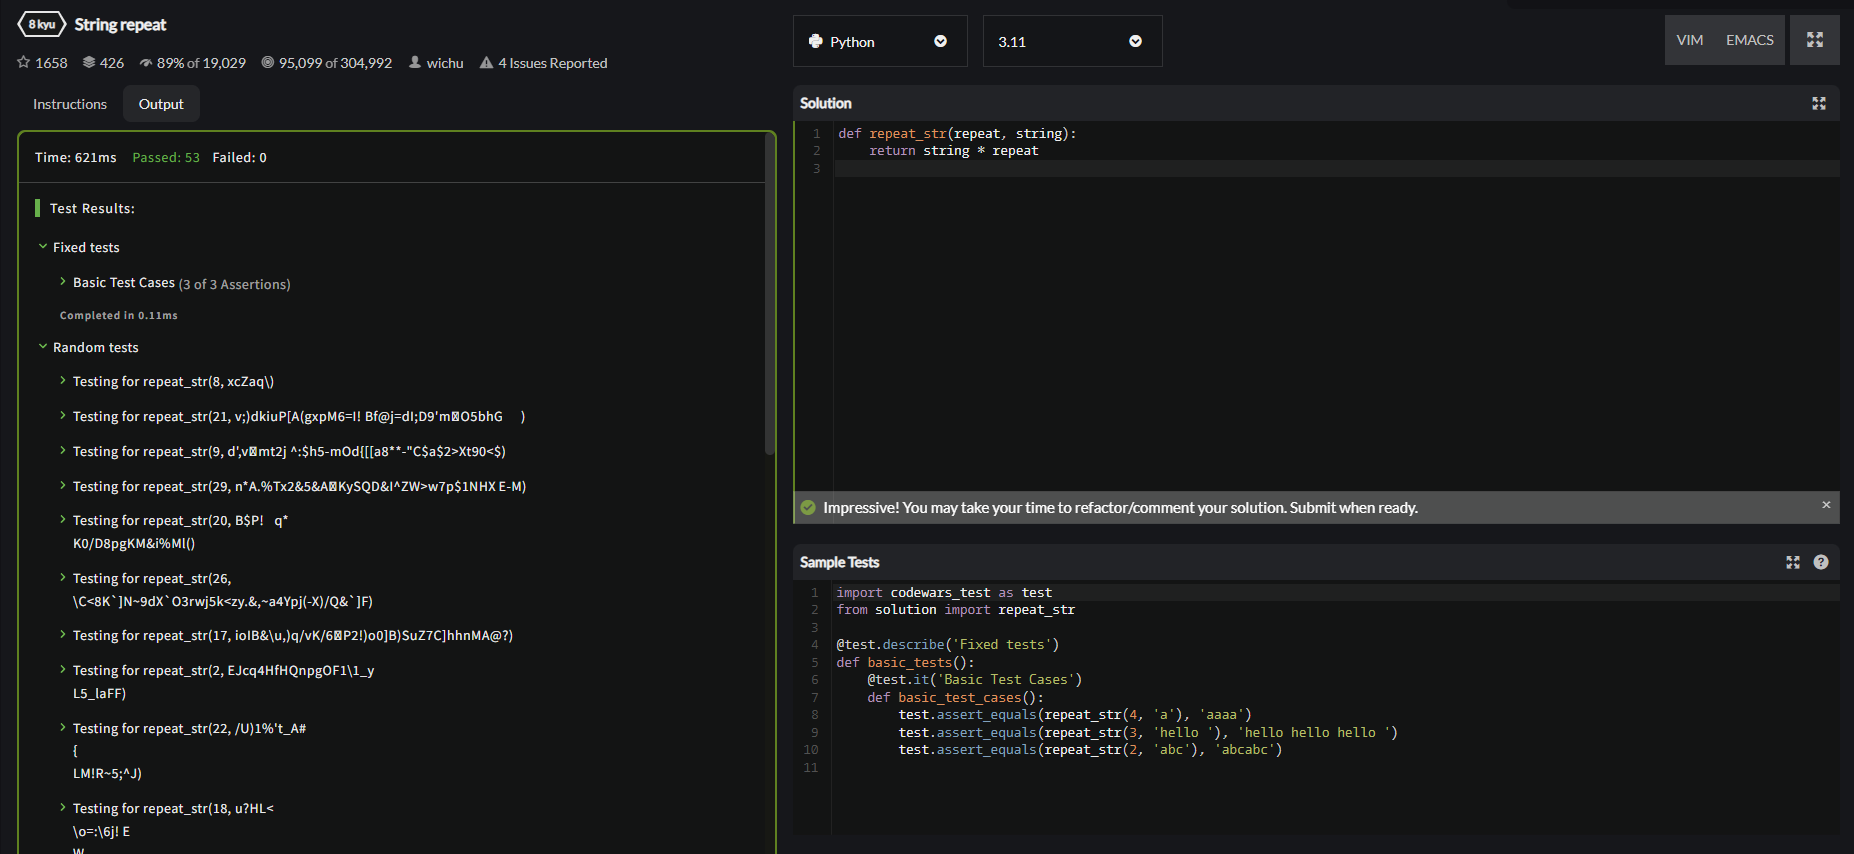 8 kyu String repeat
1658 426 89% of 19,029 95,099 of 304,992 wichu 4 Issues Reported
Instructions Output
Time: 621ms Passed: 53 Failed: 0
Test Results:
Fixed tests
Basic Test Cases (3 of 3 Assertions)
Completed in 0.11ms
Random tests
Testing for repeat_str(8, xcZaq\)
Testing for repeat_str(21, v;)dkiuP[A(gxpM6=I! Bf@j=dI;D9'm O5bhG )
Testing for repeat_str(9, d',v mt2j ^:$h5-mOd{[[a8**-"C$a$2>Xt90<$)
Testing for repeat_str(29, n*A.%Tx2&5&A KySQD&I^ZW>w7p$1NHX E-M)
Testing for repeat_str(20, B$P! q*
K0/D8pgKM&i%Ml()
Testing for repeat_str(26,
\C<8K`]N~9dX`O3rwj5k<zy.&,~a4Ypj(-X)/Q&`]F)
Testing for repeat_str(17, ioIB&\u,)q/vK/6 P2!)o0]B)SuZ7C]hhnMA@?)
Testing for repeat_str(2, EJcq4HfHQnpgOF1\1_y
L5_laFF)
Testing for repeat_str(22, /U)1%'t_A#
{
LM!R~5;^J)
Testing for repeat_str(18, u?HL<
\o=:\6j! E
W
Python 3.11 VIM EMACS
Solution
1 def repeat_str(repeat, string):
2 return string * repeat
3
Impressive! You may take your time to refactor/comment your solution. Submit when ready. ×
Sample Tests ?
1 import codewars_test as test
2 from solution import repeat_str
3
4 @test.describe('Fixed tests')
5 def basic_tests():
6 @test.it('Basic Test Cases')
7 def basic_test_cases():
8 test.assert_equals(repeat_str(4, 'a'), 'aaaa')
9 test.assert_equals(repeat_str(3, 'hello '), 'hello hello hello ')
10 test.assert_equals(repeat_str(2, 'abc'), 'abcabc')
11